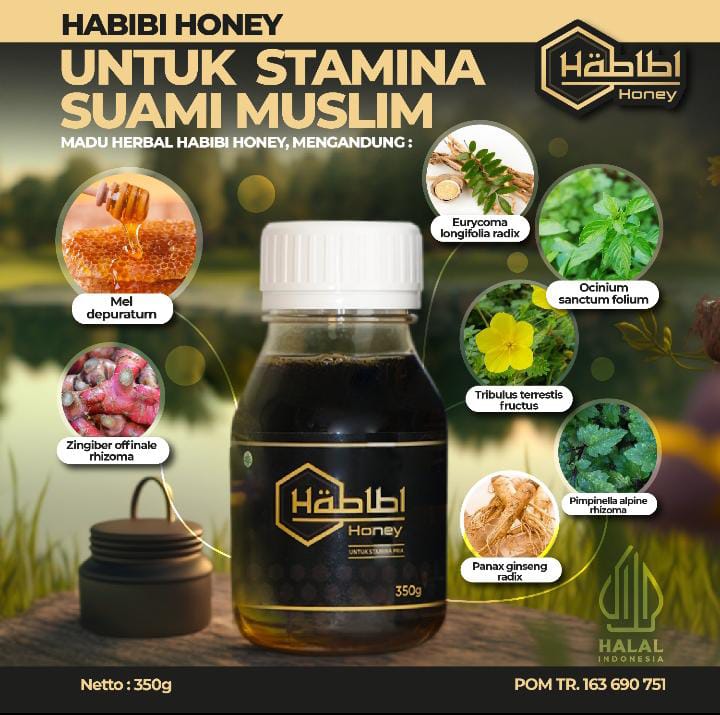 HABIBI HONEY
UNTUK STAMINA
SUAMI MUSLIM
MADU HERBAL HABIBI HONEY, MENGANDUNG :
Häbibi
Honey
Eurycoma
longifolia radix
Ocinium
sanctum folium
Mel
depuratum
Tribulus terrestis
fructus
Zingiber offinale
rhizoma
Pimpinella alpine
rhizoma
Panax ginseng
radix
Häbibi
Honey
UNTUK STAMINA PRIA
350g
HALAL
INDONESIA
Netto : 350g
POM TR. 163 690 751